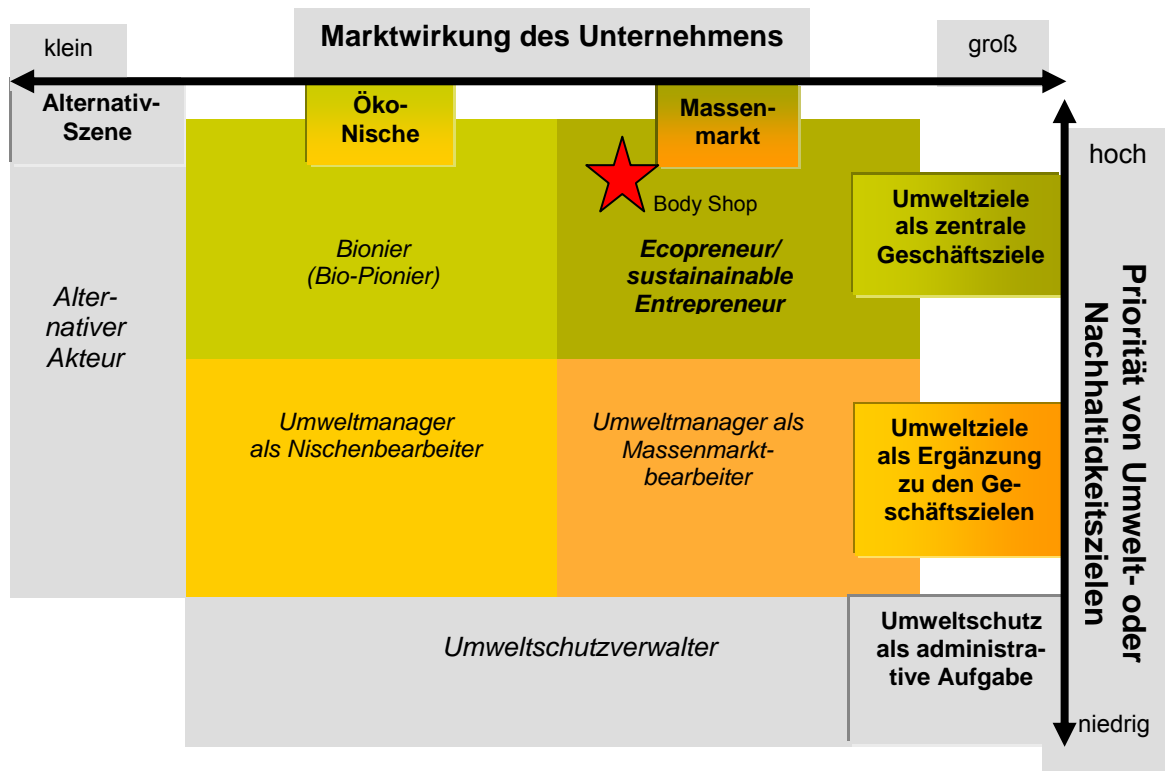 klein
Marktwirkung des Unternehmens
groß
Alternativ-
Szene
Öko-
Nische
Massen-
markt
hoch
Body Shop
Umweltziele
als zentrale
Geschäftsziele
Bionier
(Bio-Pionier)
Ecopreneur/
sustainainable
Entrepreneur
Alter-
nativer
Akteur
Priorität von Umwelt- oder
Nachhaltigkeitszielen
Umweltmanager
als Nischenbearbeiter
Umweltmanager als
Massenmarkt-
bearbeiter
Umweltziele
als Ergänzung
zu den Ge-
schäftszielen
Umweltschutzverwalter
Umweltschutz
als administra-
tive Aufgabe
niedrig